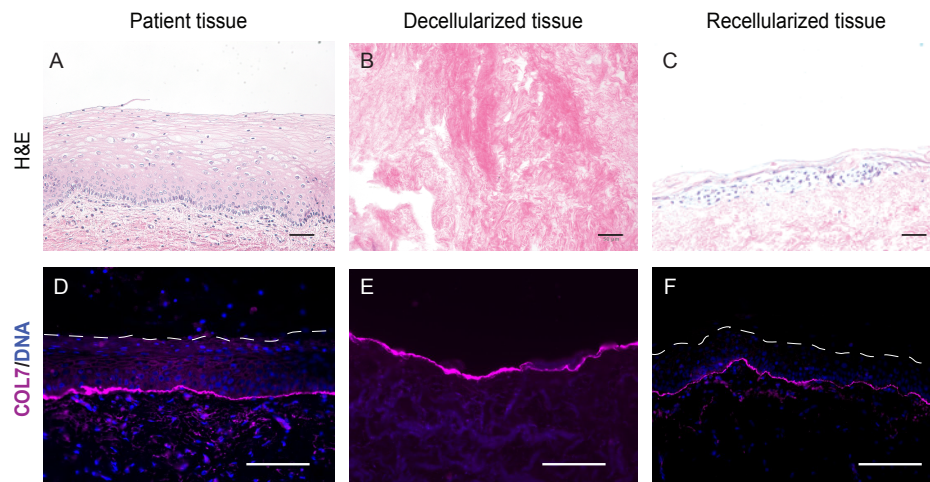 Patient tissue
Decellularized tissue
Recellularized tissue
H&E
A
B
C
COL7/DNA
D
E
F